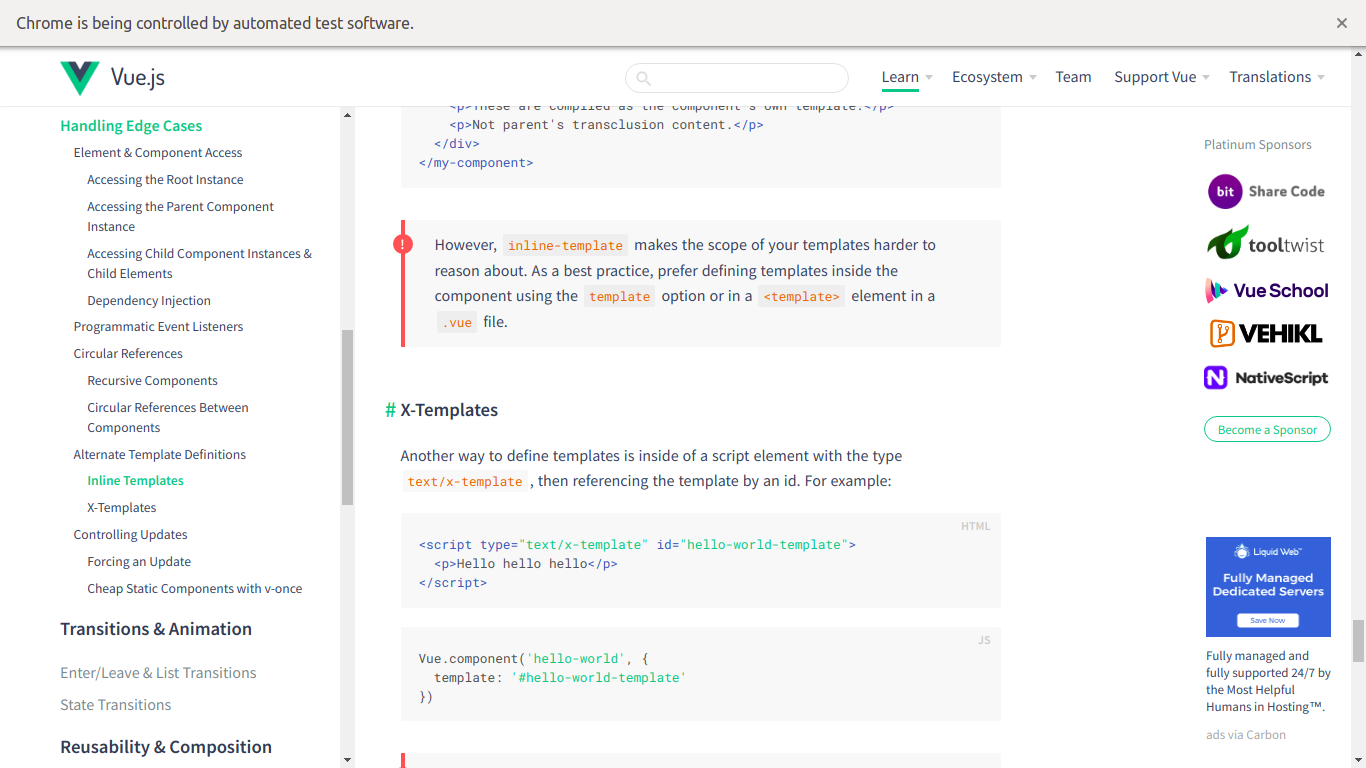 Chrome is being controlled by automated test software.
Vue.js
Learn
Ecosystem
Team
Support Vue
Translations
Handling Edge Cases
Element & Component Access
Accessing the Root Instance
Accessing the Parent Component
Instance
Accessing Child Component Instances &
Child Elements
Dependency Injection
Programmatic Event Listeners
Circular References
Recursive Components
Circular References Between
Components
Alternate Template Definitions
Inline Templates
X-Templates
Controlling Updates
Forcing an Update
Cheap Static Components with v-once
Transitions & Animation
Enter/Leave & List Transitions
State Transitions
Reusability & Composition
<p>These are compiled as the component's own template.</p>
<p>Not parent's transclusion content.</p>
</div>
</my-component>
However, inline-template makes the scope of your templates harder to
reason about. As a best practice, prefer defining templates inside the
component using the template option or in a <template> element in a
.vue file.
# X-Templates
Another way to define templates is inside of a script element with the type
text/x-template , then referencing the template by an id. For example:
HTML
<script type="text/x-template" id="hello-world-template">
<p>Hello hello hello</p>
</script>
JS
Vue.component('hello-world', {
template: '#hello-world-template'
})
Platinum Sponsors
bit Share Code
tooltwist
Vue School
VEHIKL
NativeScript
Become a Sponsor
Liquid Web™
Fully Managed
Dedicated Servers
Save Now
Fully managed and
fully supported 24/7 by
the Most Helpful
Humans in Hosting™.
ads via Carbon